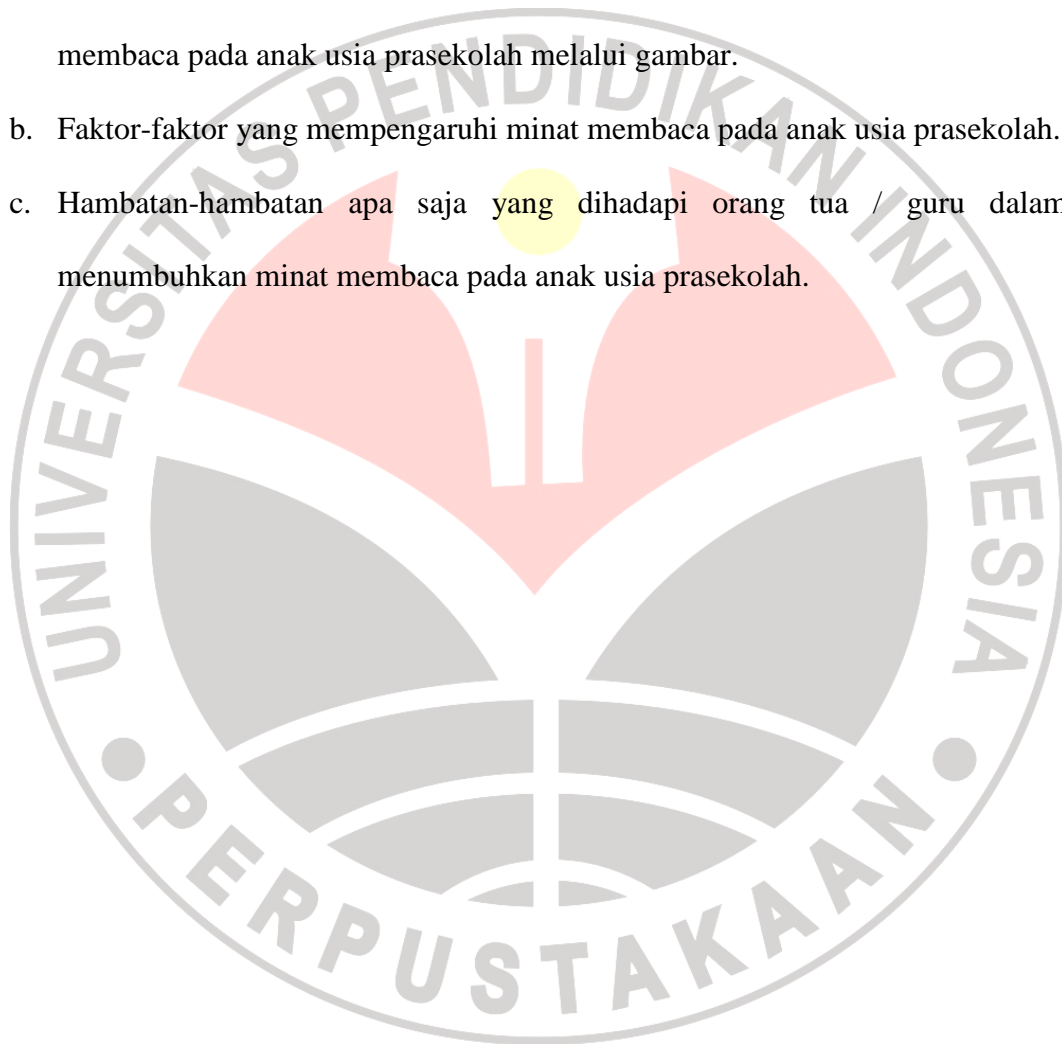 membaca pada anak usia prasekolah melalui gambar.
b. Faktor-faktor yang mempengaruhi minat membaca pada anak usia prasekolah.
c. Hambatan-hambatan apa saja yang dihadapi orang tua / guru dalam
menumbuhkan minat membaca pada anak usia prasekolah.
UNIVERSITAS PENDIDIKAN INDONESIA
PERPUSTAKAAN